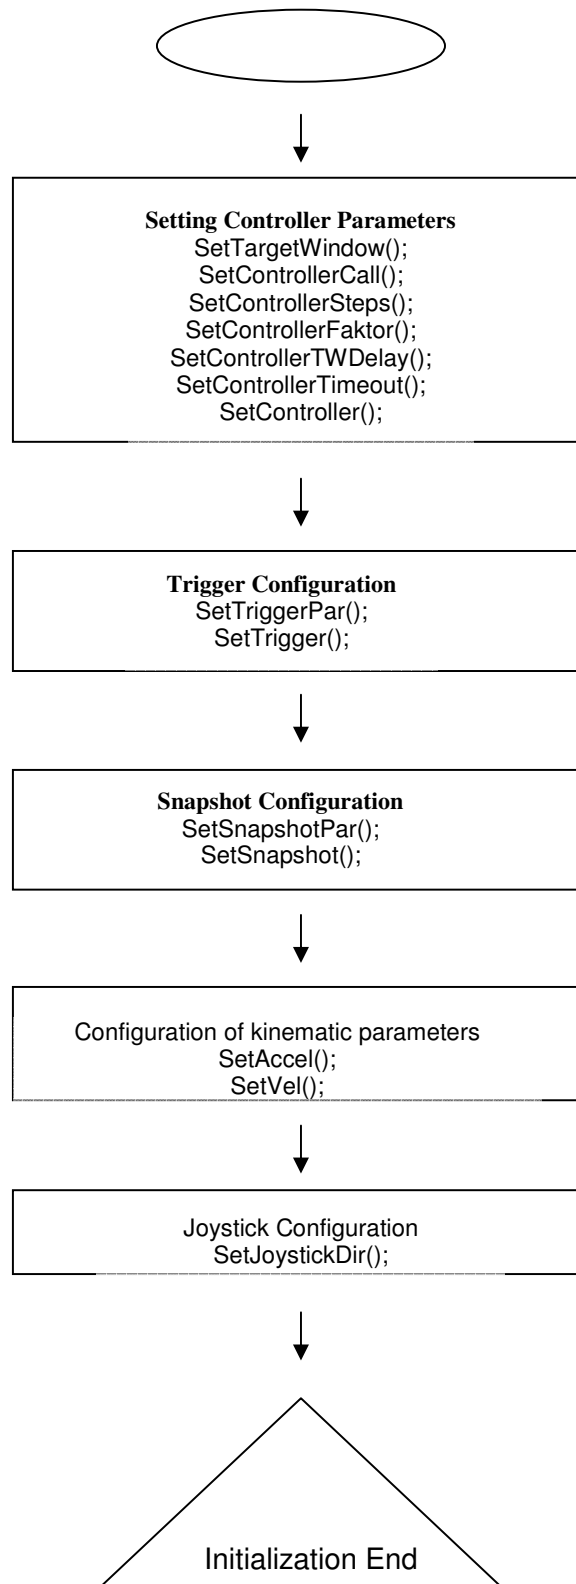 Setting Controller Parameters
SetTargetWindow();
SetControllerCall();
SetControllerSteps();
SetControllerFaktor();
SetControllerTWDelay();
SetControllerTimeout();
SetController();
Trigger Configuration
SetTriggerPar();
SetTrigger();
Snapshot Configuration
SetSnapshotPar();
SetSnapshot();
Configuration of kinematic parameters
SetAccel();
SetVel();
Joystick Configuration
SetJoystickDir();
Initialization End